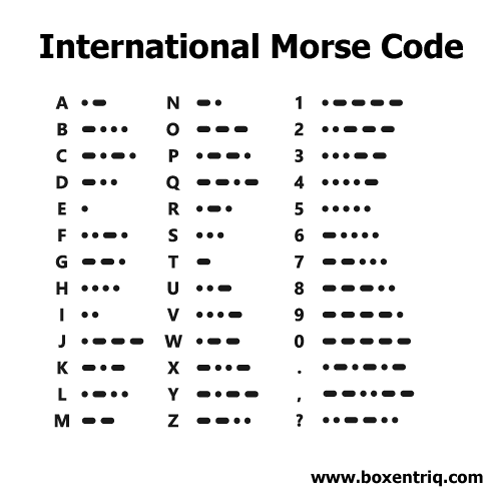 International Morse Code
A •− N −• 1 •−−−−
B −••• O −−− 2 ••−−−
C −•−• P •−−• 3 •••−−
D −•• Q −−•− 4 ••••−
E • R •−• 5 •••••
F ••−• S ••• 6 −••••
G −−• T − 7 −−•••
H •••• U ••− 8 −−−••
I •• V •••− 9 −−−−•
J •−−− W •−− 0 −−−−−
K −•− X −••− . •−•−•−
L •−•• Y −•−− , −−••−−
M −− Z −−•• ? ••−−••
www.boxentriq.com